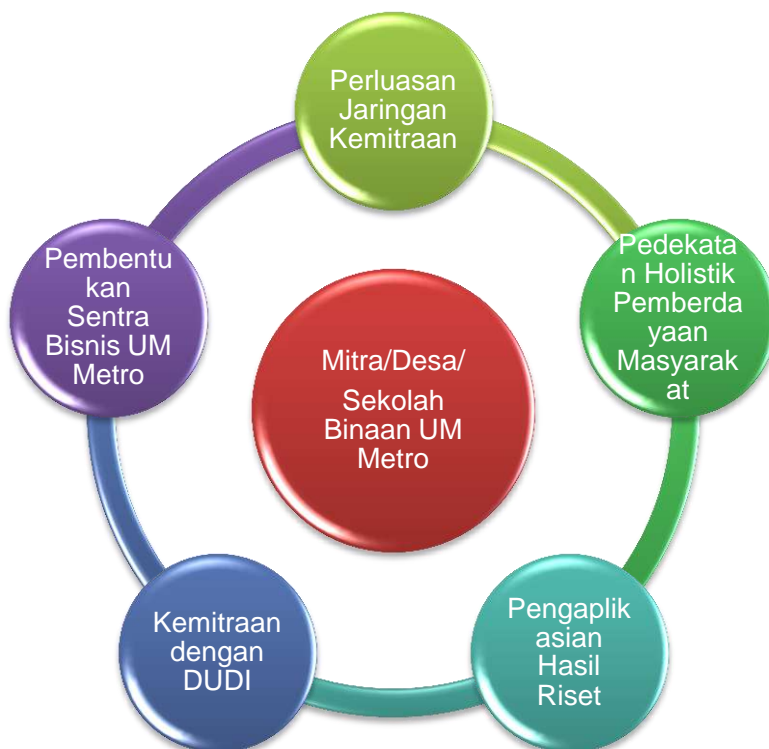 Perluasan
Jaringan
Kemitraan
Pedekata
n Holistik
Pemberda
yaan
Masyarak
at
Pengaplik
asian
Hasil
Riset
Kemitraan
dengan
DUDI
Pembentu
kan
Sentra
Bisnis UM
Metro
Mitra/Desa/
Sekolah
Binaan UM
Metro